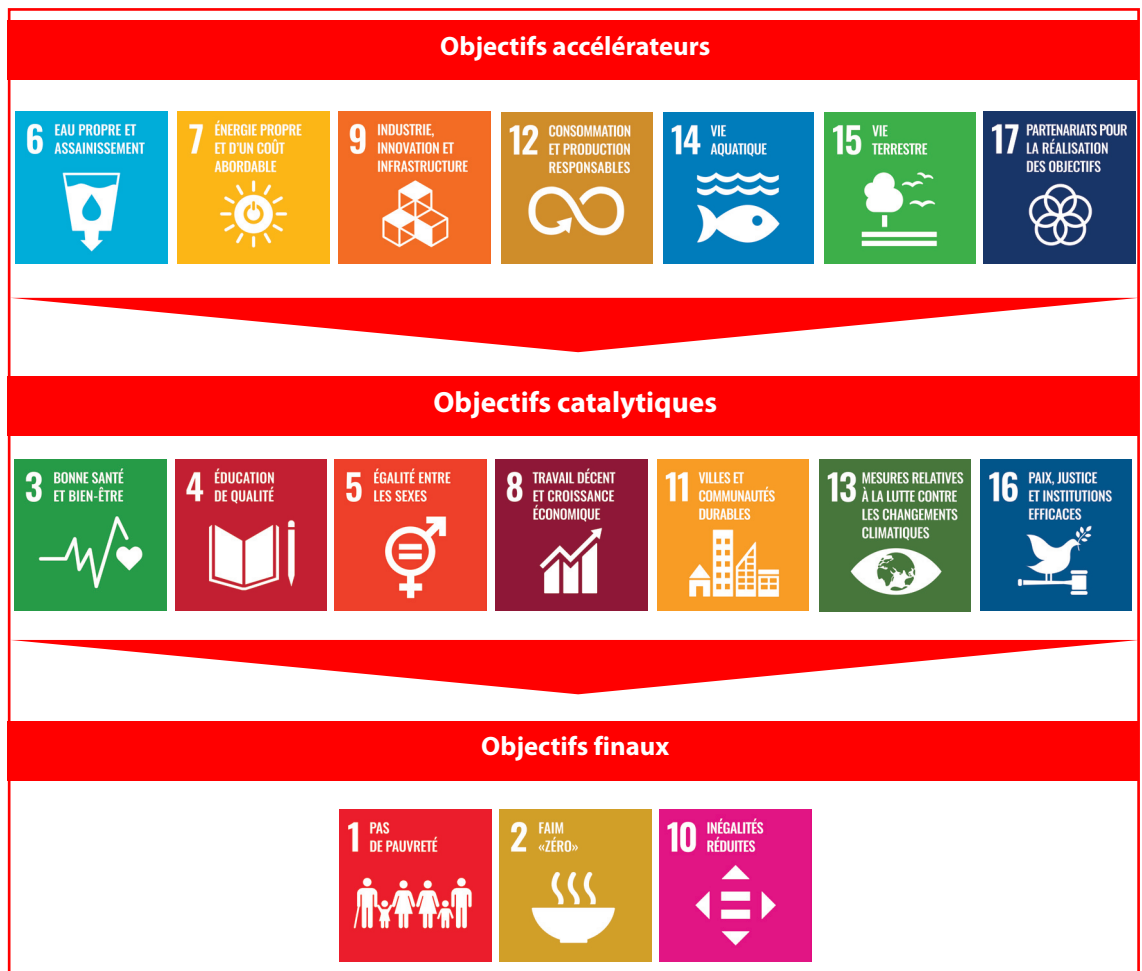 Objectifs accélérateurs
6 EAU PROPRE ET
ASSAINISSEMENT
7 ÉNERGIE PROPRE
ET D'UN COÛT
ABORDABLE
9 INDUSTRIE,
INNOVATION ET
INFRASTRUCTURE
12 CONSOMMATION
ET PRODUCTION
RESPONSABLES
14 VIE
AQUATIQUE
15 VIE
TERRESTRE
17 PARTENARIATS POUR
LA RÉALISATION
DES OBJECTIFS
Objectifs catalytiques
3 BONNE SANTÉ
ET BIEN-ÊTRE
4 ÉDUCATION
DE QUALITÉ
5 ÉGALITÉ ENTRE
LES SEXES
8 TRAVAIL DÉCENT
ET CROISSANCE
ÉCONOMIQUE
11 VILLES ET
COMMUNAUTÉS
DURABLES
13 MESURES RELATIVES
À LA LUTTE CONTRE
LES CHANGEMENTS
CLIMATIQUES
16 PAIX, JUSTICE
ET INSTITUTIONS
EFFICACES
Objectifs finaux
1 PAS
DE PAUVRETÉ
2 FAIM
«ZÉRO»
10 INÉGALITÉS
RÉDUITES